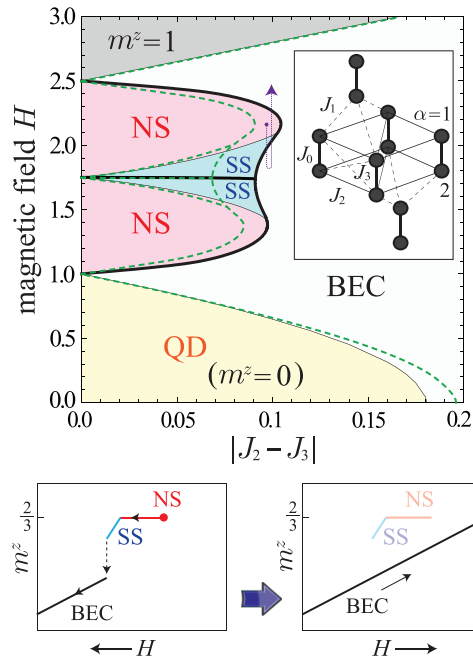 3.0
m^z=1
2.5
NS
J_1
α=1
2.0
J_0
SS
J_3
2
SS
J_2
1.5
NS
1.0
BEC
0.5
QD
(m^z=0)
0.0
0
0.05
0.1
0.15
0.2
magnetic field H
|J_2−J_3|
2/3
NS
SS
m^z
BEC
H
2/3
m^z
NS
SS
BEC
H